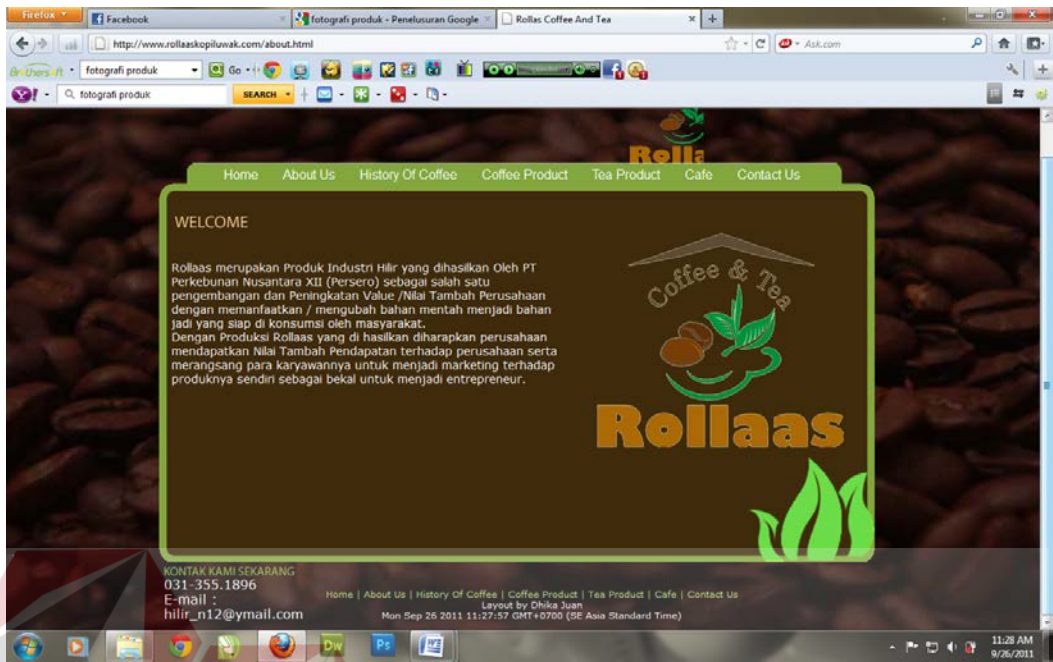 Firefox
Facebook
fotografi produk - Penelusuran Google
Rollas Coffee And Tea
http://www.rollaaskopiluwak.com/about.html
Ask.com
fotografi produk
Go
fotografi produk
SEARCH
Rolla
Home About Us History Of Coffee Coffee Product Tea Product Cafe Contact Us
WELCOME
Rollaas merupakan Produk Industri Hilir yang dihasilkan Oleh PT
Perkebunan Nusantara XII (Persero) sebagai salah satu
pengembangan dan Peningkatan Value /Nilai Tambah Perusahaan
dengan memanfaatkan / mengubah bahan mentah menjadi bahan
jadi yang siap di konsumsi oleh masyarakat.
Dengan Produksi Rollaas yang di hasilkan diharapkan perusahaan
mendapatkan Nilai Tambah Pendapatan terhadap perusahaan serta
merangsang para karyawannya untuk menjadi marketing terhadap
produknya sendiri sebagai bekal untuk menjadi entrepreneur.
Coffee & Tea
Rollaas
KONTAK KAMI SEKARANG
031-355.1896
E-mail :
hilir_n12@ymail.com
Home | About Us | History Of Coffee | Coffee Product | Tea Product | Cafe | Contact Us
Layout by Dhika Juan
Mon Sep 26 2011 11:27:57 GMT+0700 (SE Asia Standard Time)
Dw
Ps
11:28 AM
9/26/2011